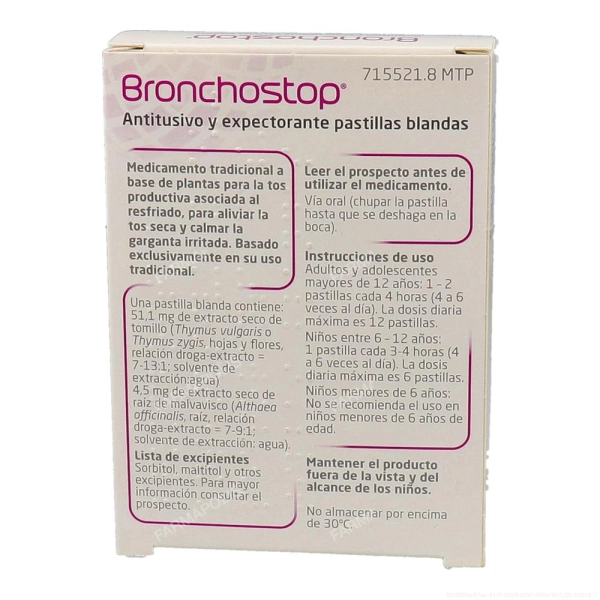 Bronchostop
Bronchostop®
715521.8 MTP
Antitusivo y expectorante pastillas blandas
Medicamento tradicional a
base de plantas para la tos
productiva asociada al
resfriado, para aliviar la
tos seca y calmar la
garganta irritada. Basado
exclusivamente en su uso
tradicional.
Una pastilla blanda contiene:
51,1 mg de extracto seco de
tomillo (Thymus vulgaris o
Thymus zygis, hojas y flores,
relación droga-extracto =
7-13:1; solvente de
extracción:agua)
4,5 mg de extracto seco de
raíz de malvavisco (Althaea
officinalis, raíz, relación
droga-extracto = 7-9:1;
solvente de extracción: agua).
Lista de excipientes
Sorbitol, maltitol y otros
excipientes. Para mayor
información consultar el
prospecto.
Leer el prospecto antes de
utilizar el medicamento.
Vía oral (chupar la pastilla
hasta que se deshaga en la
boca).
Instrucciones de uso
Adultos y adolescentes
mayores de 12 años: 1 - 2
pastillas cada 4 horas (4 a 6
veces al día). La dosis diaria
máxima es 12 pastillas.
Niños entre 6 - 12 años:
1 pastilla cada 3-4 horas (4
a 6 veces al día). La dosis
diaria máxima es 6 pastillas.
Niños menores de 6 años:
No se recomienda el uso en
niños menores de 6 años de
edad.
Mantener el producto
fuera de la vista y del
alcance de los niños.
No almacenar por encima
de 30ºC.